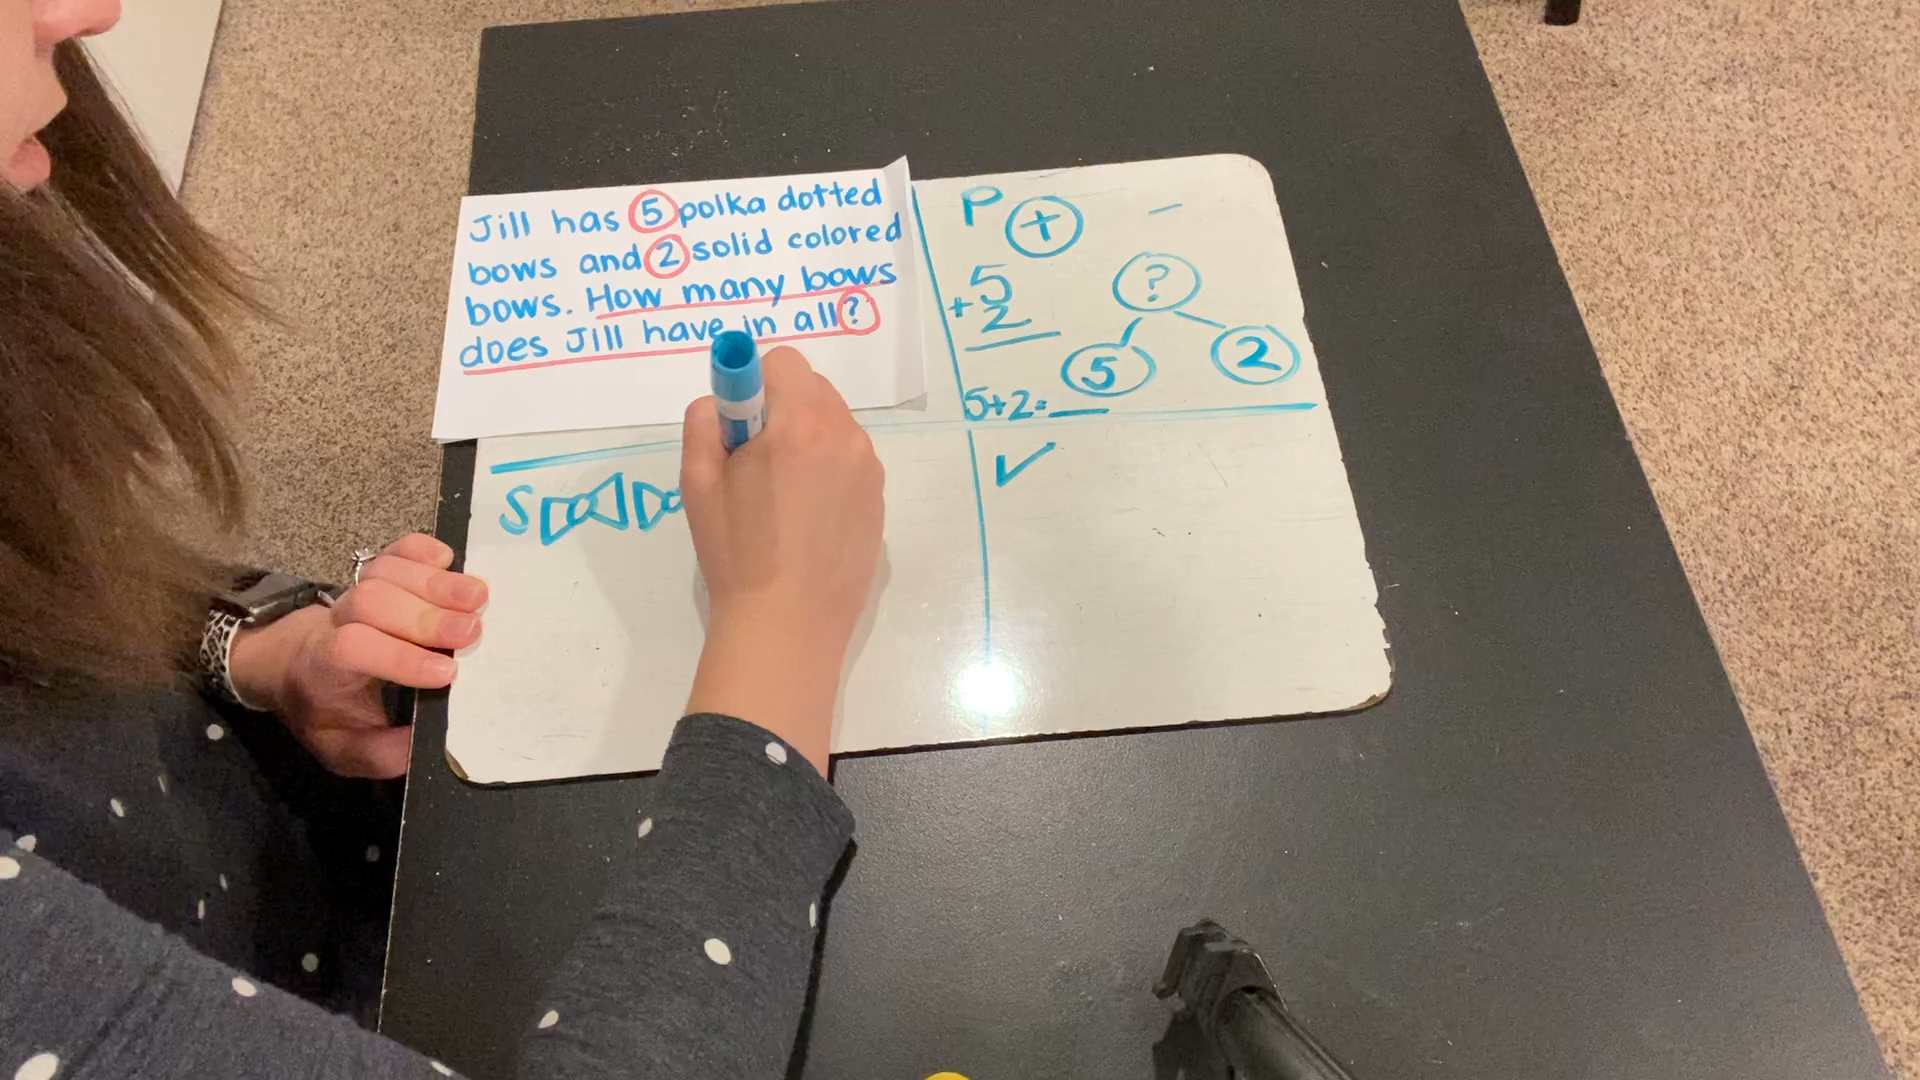 Jill has 5 polka dotted
bows and 2 solid colored
bows. How many bows
does Jill have in all?
P + -
5
+ 2
?
5 2
5+2=__
S
✓